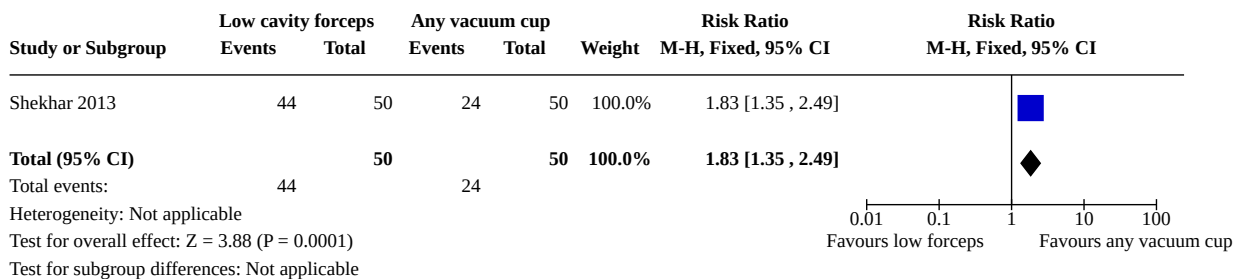 Low cavity forceps Any vacuum cup Risk Ratio Risk Ratio
Study or Subgroup Events Total Events Total Weight M-H, Fixed, 95% CI M-H, Fixed, 95% CI
Shekhar 2013 44 50 24 50 100.0% 1.83 [1.35 , 2.49]
Total (95% CI) 50 50 100.0% 1.83 [1.35 , 2.49]
Total events: 44 24
Heterogeneity: Not applicable
0.01 0.1 1 10 100
Test for overall effect: Z = 3.88 (P = 0.0001) Favours low forceps Favours any vacuum cup
Test for subgroup differences: Not applicable